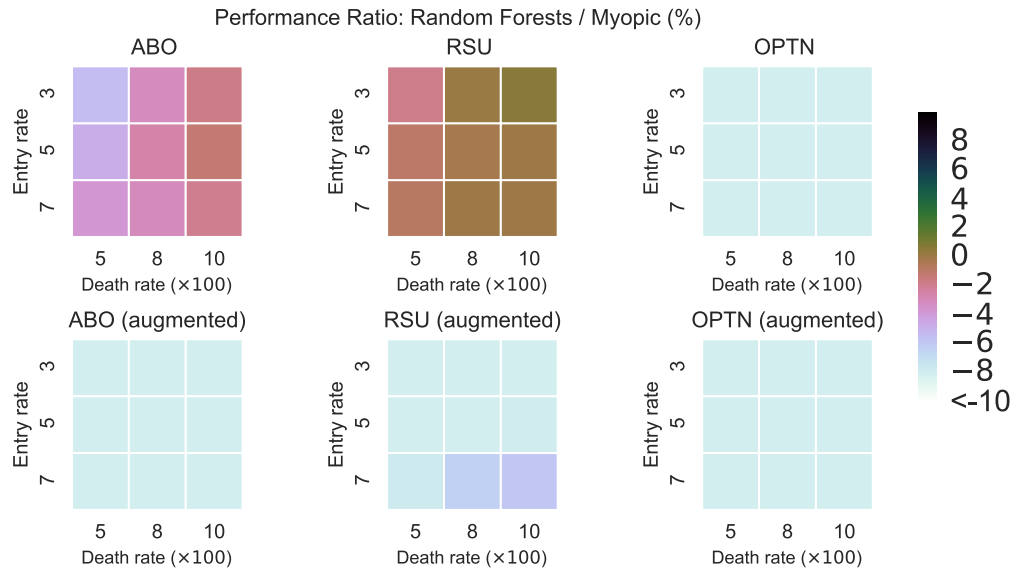 Performance Ratio: Random Forests / Myopic (%)
ABO
RSU
OPTN
Entry rate
3
5
7
5
8
10
Death rate (×100)
Entry rate
3
5
7
5
8
10
Death rate (×100)
Entry rate
3
5
7
5
8
10
Death rate (×100)
8
6
4
2
0
−2
−4
−6
−8
<-10
ABO (augmented)
RSU (augmented)
OPTN (augmented)
Entry rate
3
5
7
5
8
10
Death rate (×100)
Entry rate
3
5
7
5
8
10
Death rate (×100)
Entry rate
3
5
7
5
8
10
Death rate (×100)